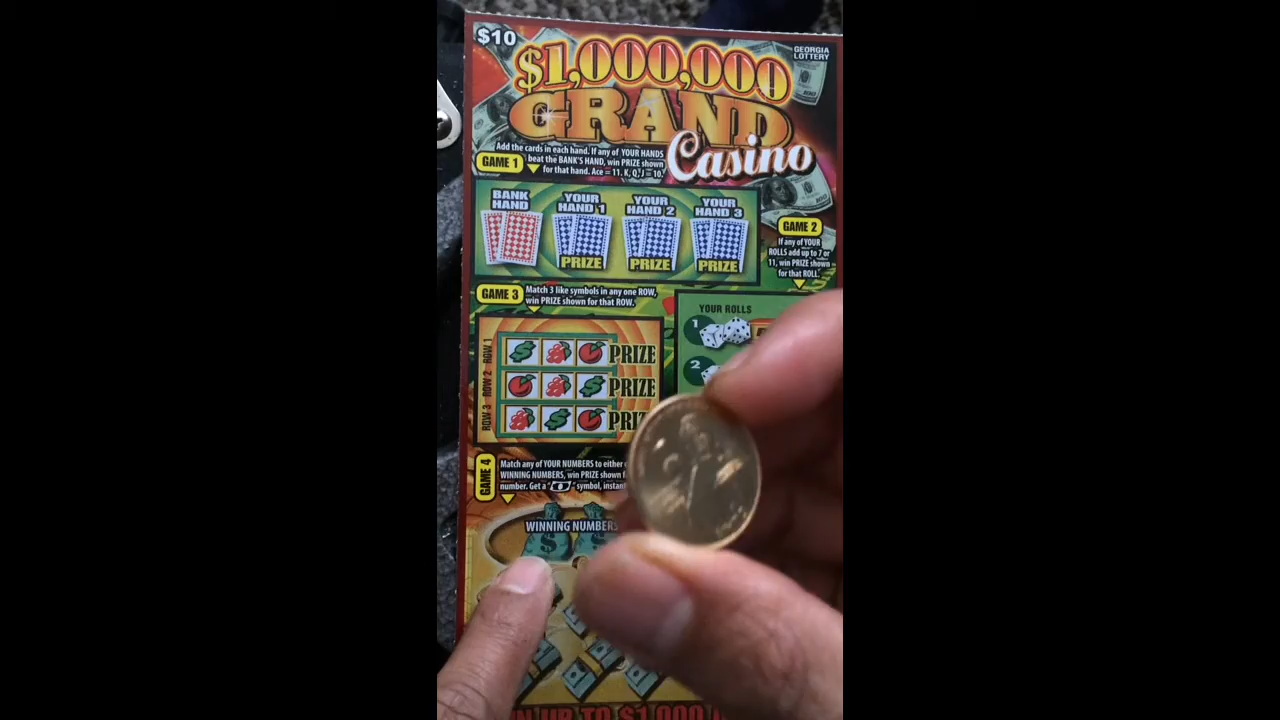 $10
GEORGIA
LOTTERY
$1,000,000
GRAND
Casino
GAME 1
Add the cards in each hand. If any of YOUR HANDS
beat the BANK'S HAND, win PRIZE shown
for that hand. Ace = 11. K, Q, J = 10.
BANK
HAND
YOUR
HAND 1
PRIZE
YOUR
HAND 2
PRIZE
YOUR
HAND 3
PRIZE
GAME 2
If any of YOUR
ROLLS add up to 7 or
11, win PRIZE shown
for that ROLL.
GAME 3
Match 3 like symbols in any one ROW,
win PRIZE shown for that ROW.
YOUR ROLLS
1
2
ROW 1
PRIZE
ROW 2
PRIZE
ROW 3
GAME 4
Match any of YOUR NUMBERS to either
WINNING NUMBERS, win PRIZE shown
number. Get a symbol,
WINNING NUMBERS
UP TO $1,000